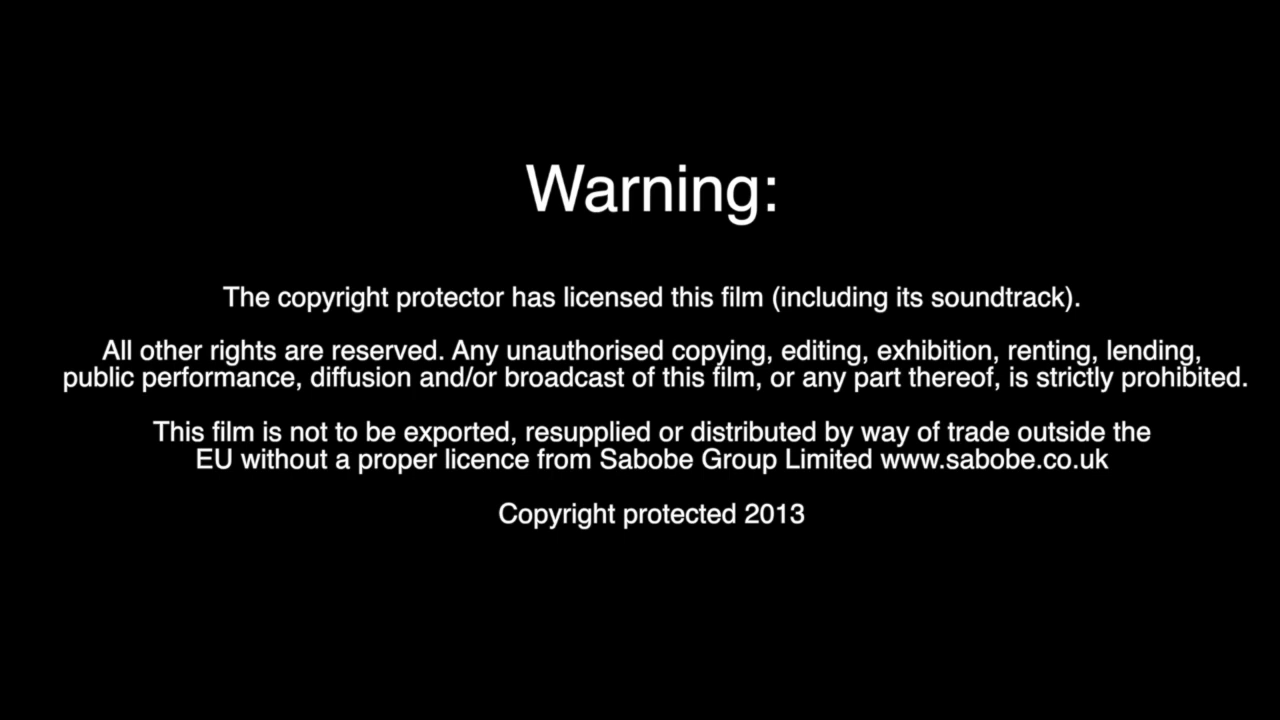 Warning:
The copyright protector has licensed this film (including its soundtrack).
All other rights are reserved. Any unauthorised copying, editing, exhibition, renting, lending,
public performance, diffusion and/or broadcast of this film, or any part thereof, is strictly prohibited.
This film is not to be exported, resupplied or distributed by way of trade outside the
EU without a proper licence from Sabobe Group Limited www.sabobe.co.uk
Copyright protected 2013